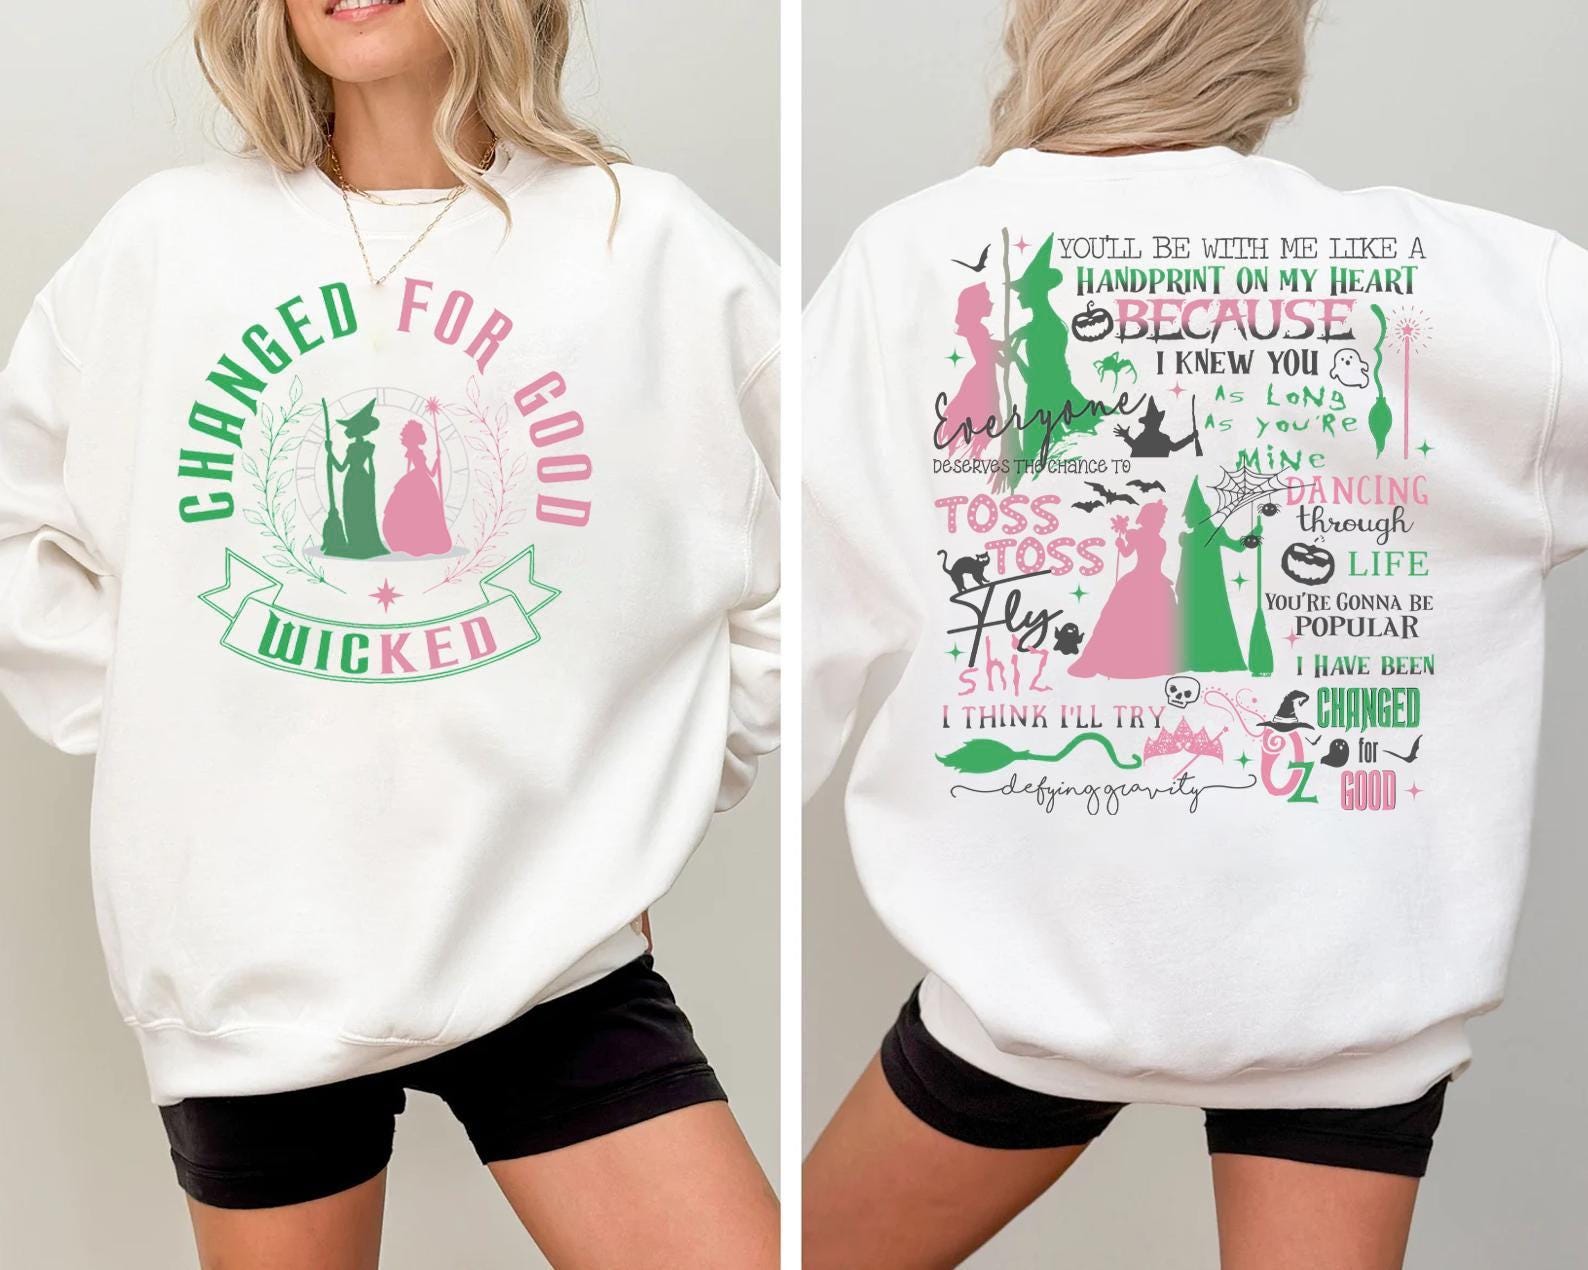 CHANGED FOR GOOD
WICKED
YOU'LL BE WITH ME LIKE A
HANDPRINT ON MY HEART
BECAUSE
I KNEW YOU
AS LONG
AS YOU'RE
MINE
Everyone
DESERVES THE CHANCE TO
Fly
TOSS
TOSS
DANCING
through
LIFE
YOU'RE GONNA BE
POPULAR
shiz
I HAVE BEEN
CHANGED
for
GOOD
I THINK I'LL TRY
defying gravity
OZ